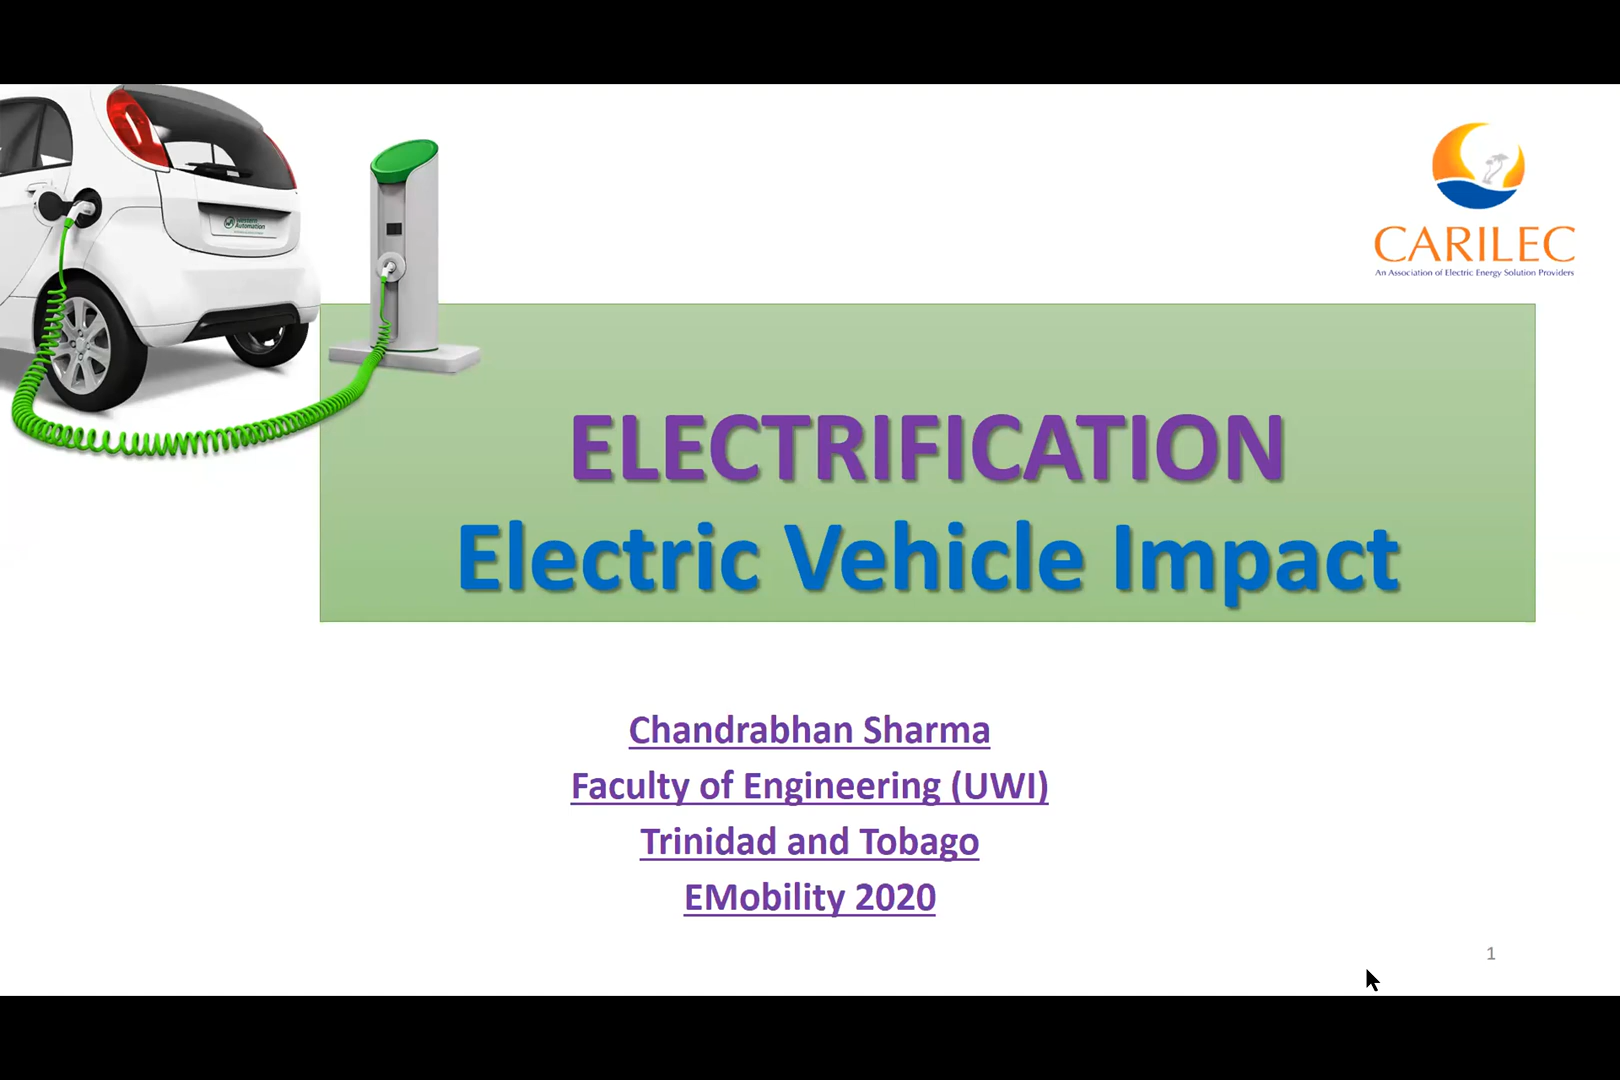 CARILEC
An Association of Electric Energy Solution Providers
Automation
ELECTRIFICATION
Electric Vehicle Impact
Chandrabhan Sharma
Faculty of Engineering (UWI)
Trinidad and Tobago
EMobility 2020
1